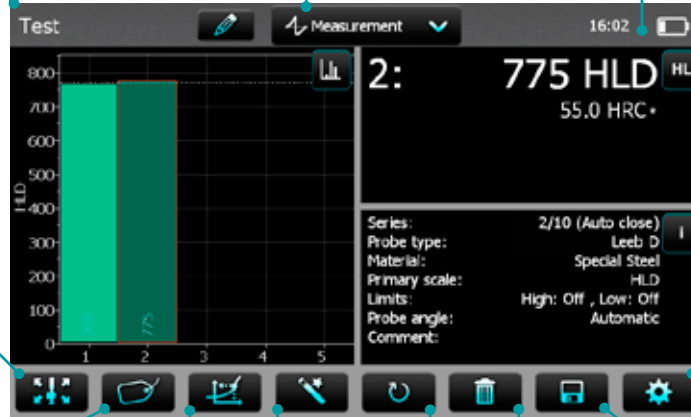 Test
Measurement
16:02
800
700
600
500
400
300
200
100
0
HLD
775
1 2 3 4 5
2: 775 HLD
HL
55.0 HRC•
Series: 2/10 (Auto close)
Probe type: Leeb D
Material: Special Steel
Primary scale: HLD
Limits: High: Off , Low: Off
Probe angle: Automatic
Comment: